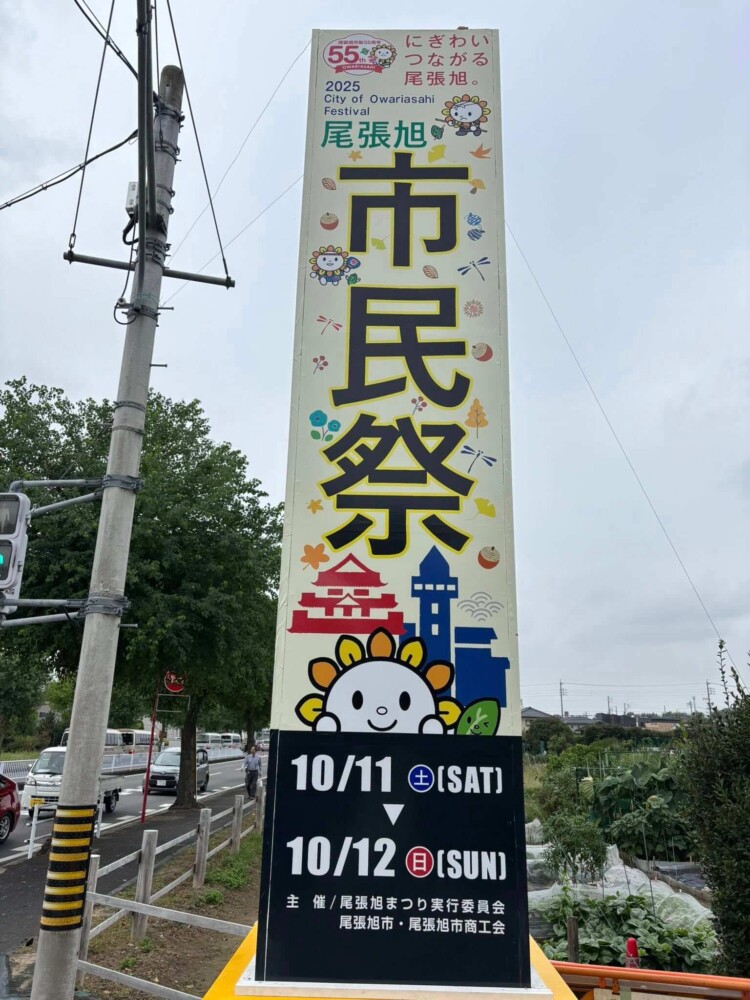 55th
OWARIASAHI
にぎわい
つながる
尾張旭。
2025
City of Owariasahi
Festival
尾張旭
市民祭
10/11 土 (SAT)
10/12 日 (SUN)
主 催/尾張旭まつり実行委員会
尾張旭市・尾張旭市商工会